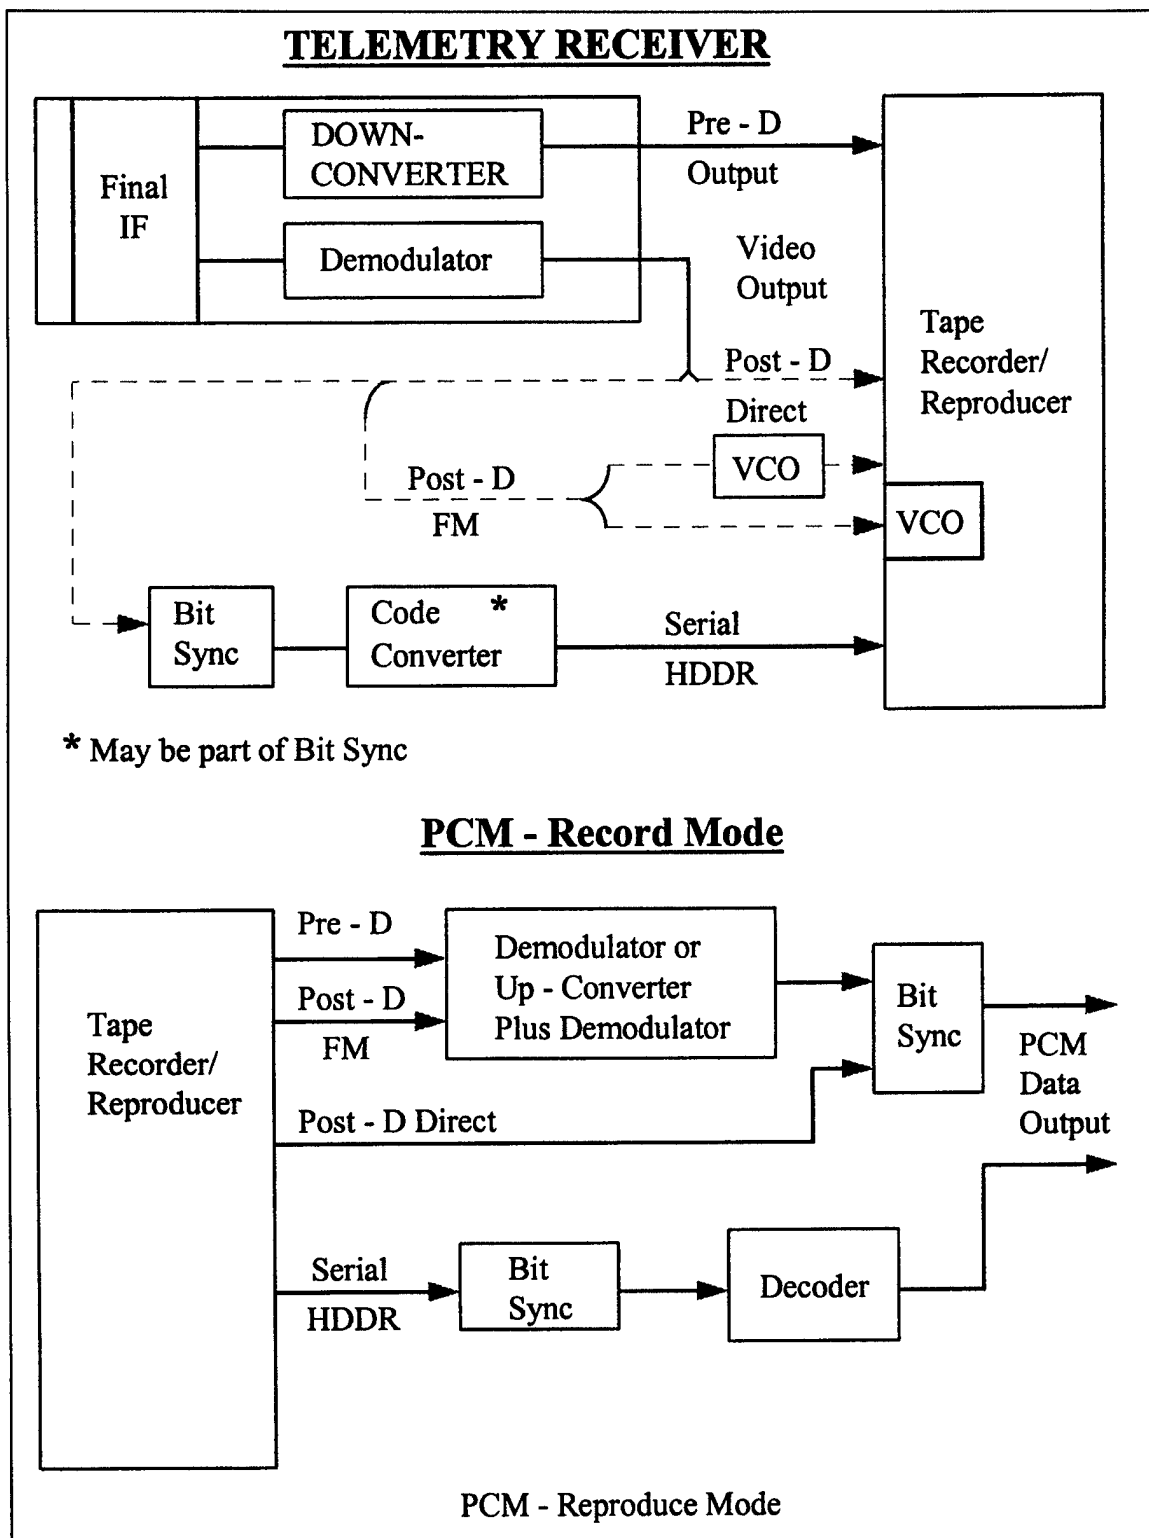 TELEMETRY RECEIVER
Final
IF
DOWN-
CONVERTER
Demodulator
Pre - D
Output
Video
Output
Post - D
Direct
VCO
Post - D
FM
VCO
Tape
Recorder/
Reproducer
Bit
Sync
Code *
Converter
Serial
HDDR
* May be part of Bit Sync
PCM - Record Mode
Tape
Recorder/
Reproducer
Pre - D
Post - D
FM
Demodulator or
Up - Converter
Plus Demodulator
Bit
Sync
PCM
Data
Output
Post - D Direct
Serial
HDDR
Bit
Sync
Decoder
PCM - Reproduce Mode